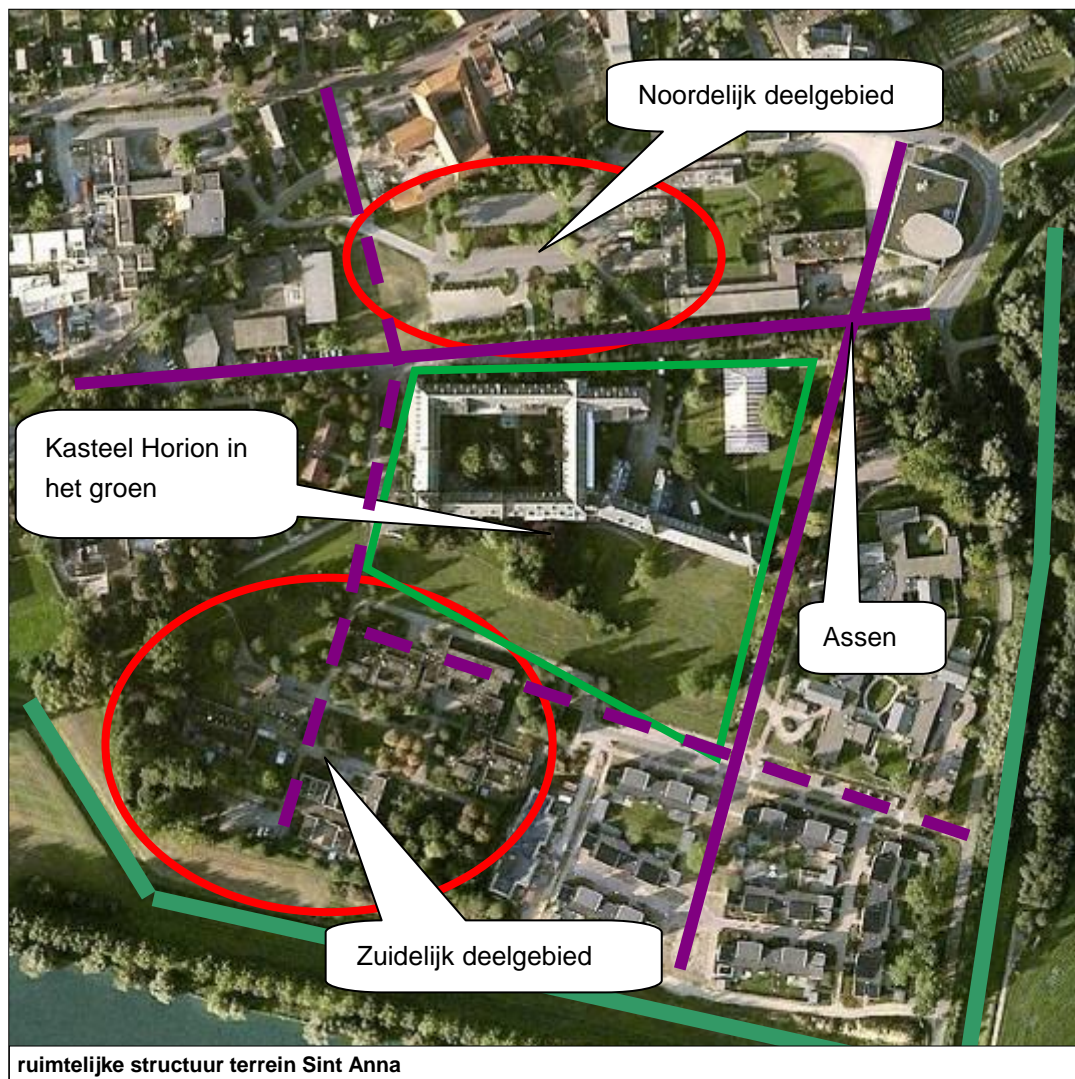 Noordelijk deelgebied
Kasteel Horion in
het groen
Assen
Zuidelijk deelgebied
ruimtelijke structuur terrein Sint Anna